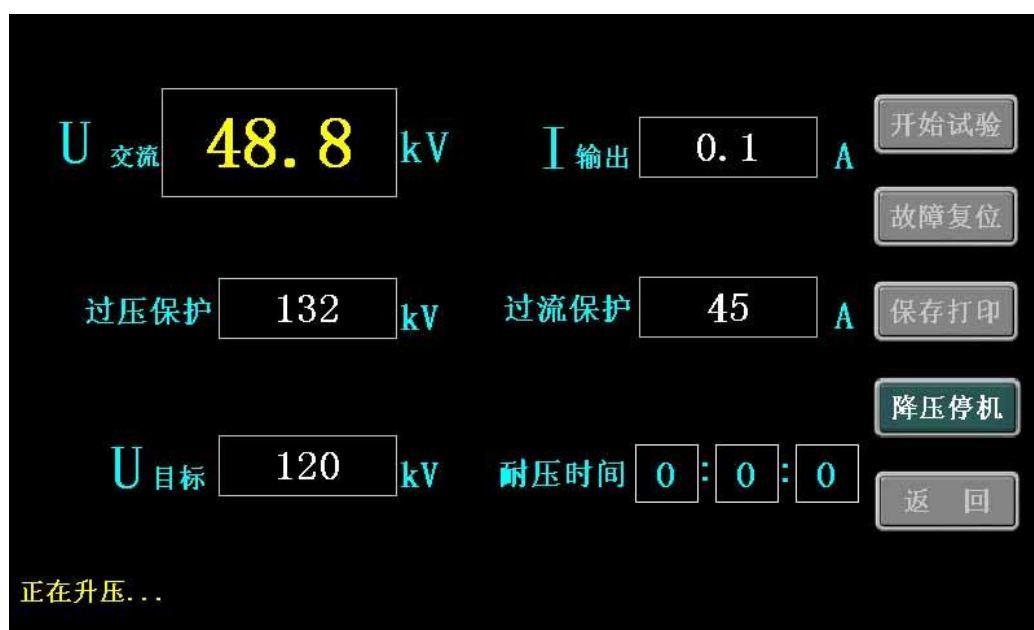 U 交流 48.8 kV I 输出 0.1 A 开始试验
故障复位
过压保护 132 kV 过流保护 45 A 保存打印
降压停机
U 目标 120 kV 耐压时间 0 : 0 : 0
返 回
正在升压...